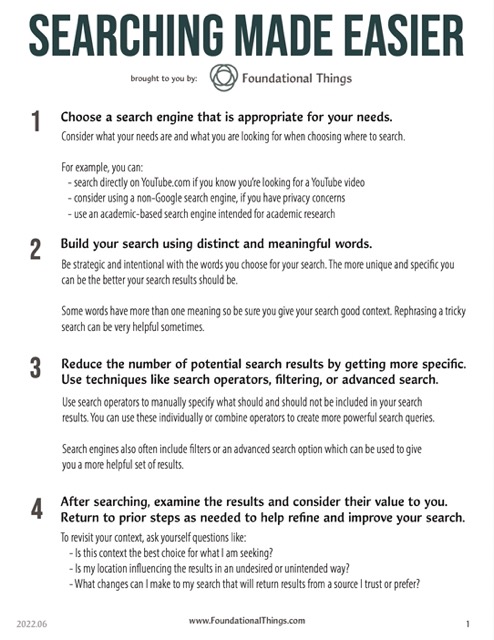 SEARCHING MADE EASIER
brought to you by: Foundational Things
1 Choose a search engine that is appropriate for your needs.
Consider what your needs are and what you are looking for when choosing where to search.
For example, you can:
- search directly on YouTube.com if you know you're looking for a YouTube video
- consider using a non-Google search engine, if you have privacy concerns
- use an academic-based search engine intended for academic research
2 Build your search using distinct and meaningful words.
Be strategic and intentional with the words you choose for your search. The more unique and specific you
can be the better your search results should be.
Some words have more than one meaning so be sure you give your search good context. Rephrasing a tricky
search can be very helpful sometimes.
3 Reduce the number of potential search results by getting more specific.
Use techniques like search operators, filtering, or advanced search.
Use search operators to manually specify what should and should not be included in your search
results. You can use these individually or combine operators to create more powerful search queries.
Search engines also often include filters or an advanced search option which can be used to give
you a more helpful set of results.
4 After searching, examine the results and consider their value to you.
Return to prior steps as needed to help refine and improve your search.
To revisit your context, ask yourself questions like:
- Is this context the best choice for what I am seeking?
- Is my location influencing the results in an undesired or unintended way?
- What changes can I make to my search that will return results from a source I trust or prefer?
2022.06 www.FoundationalThings.com 1